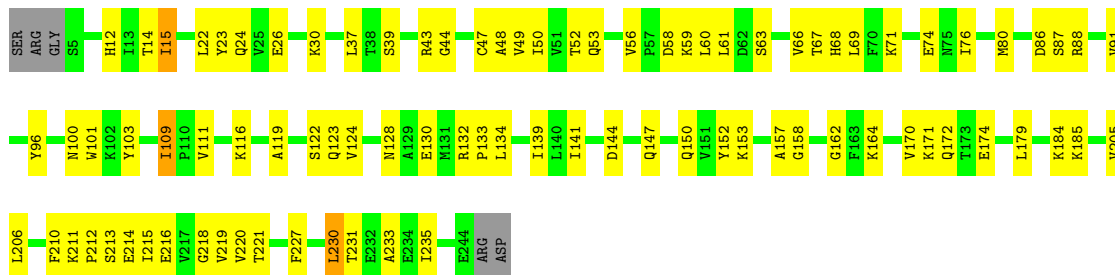 SER ARG GLY S5 H12 I13 T14 I15 L22 V23 Q24 V25 E26 K30 L37 T38 S39 R43 G44 C47 A48 V49 I50 V51 T52 Q53 V56 P57 D58 K59 L60 L61 D62 S63 V66 T67 H68 L69 F70 K71 E74 N75 I76 M80 D86 S87 R88
Y96 N100 W101 K102 Y103 I109 P110 V111 K116 A119 S122 Q123 V124 N128 A129 E130 M131 R132 P133 L134 I139 L140 I141 D144 Q147 Q150 V151 Y152 K153 A157 G158 G162 F163 K164 V170 K171 Q172 T173 E174 L179 K184 K185
L206 F210 K211 P212 S213 E214 I215 E216 V217 G218 V219 V220 T221 F227 L230 T231 E232 A233 E234 I235 E244 ARG ASP